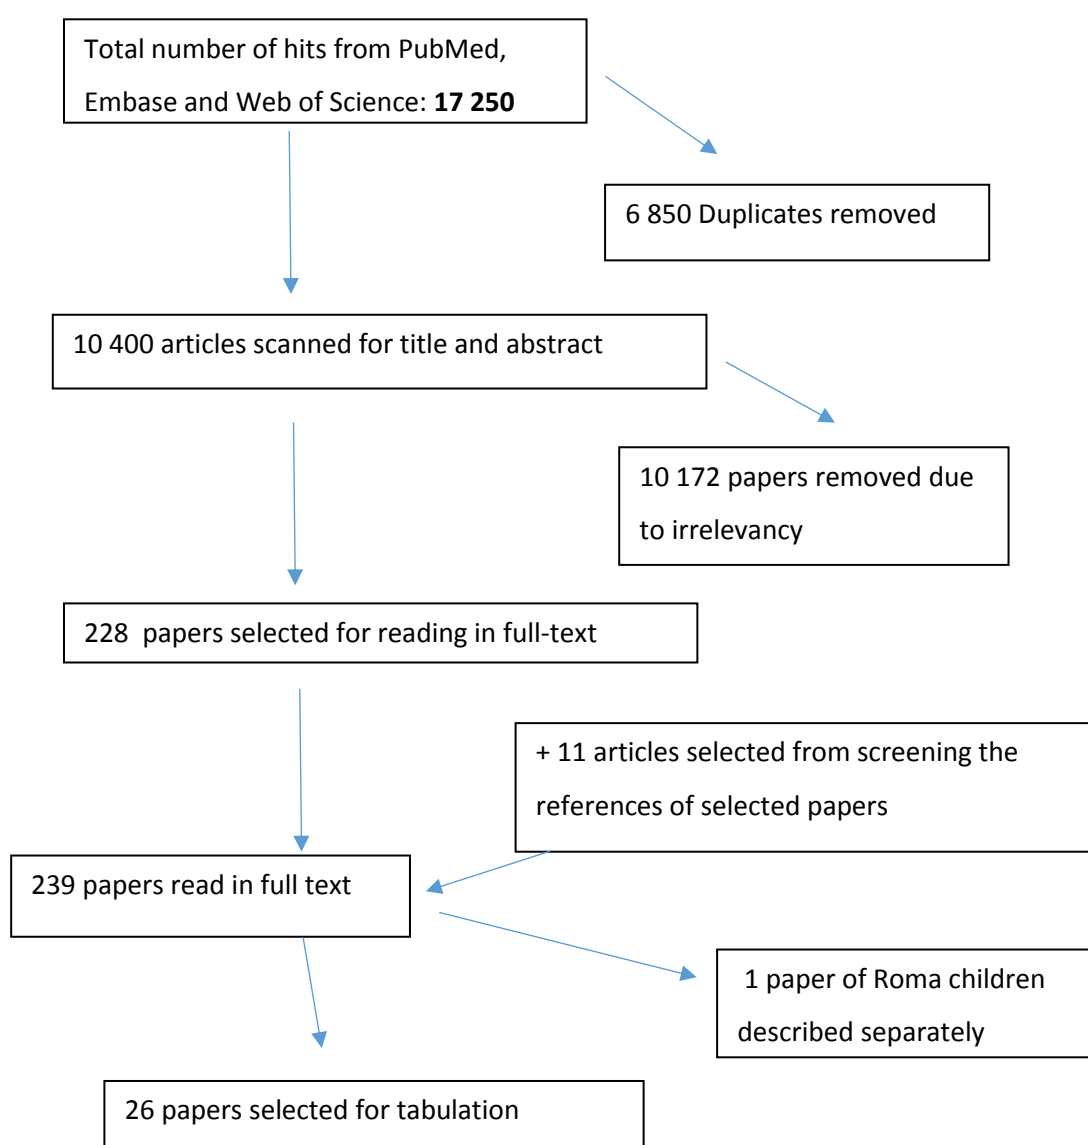 Total number of hits from PubMed,
Embase and Web of Science: 17 250
6 850 Duplicates removed
10 400 articles scanned for title and abstract
10 172 papers removed due
to irrelevancy
228  papers selected for reading in full-text
+ 11 articles selected from screening the
references of selected papers
239 papers read in full text
1 paper of Roma children
described separately
26 papers selected for tabulation